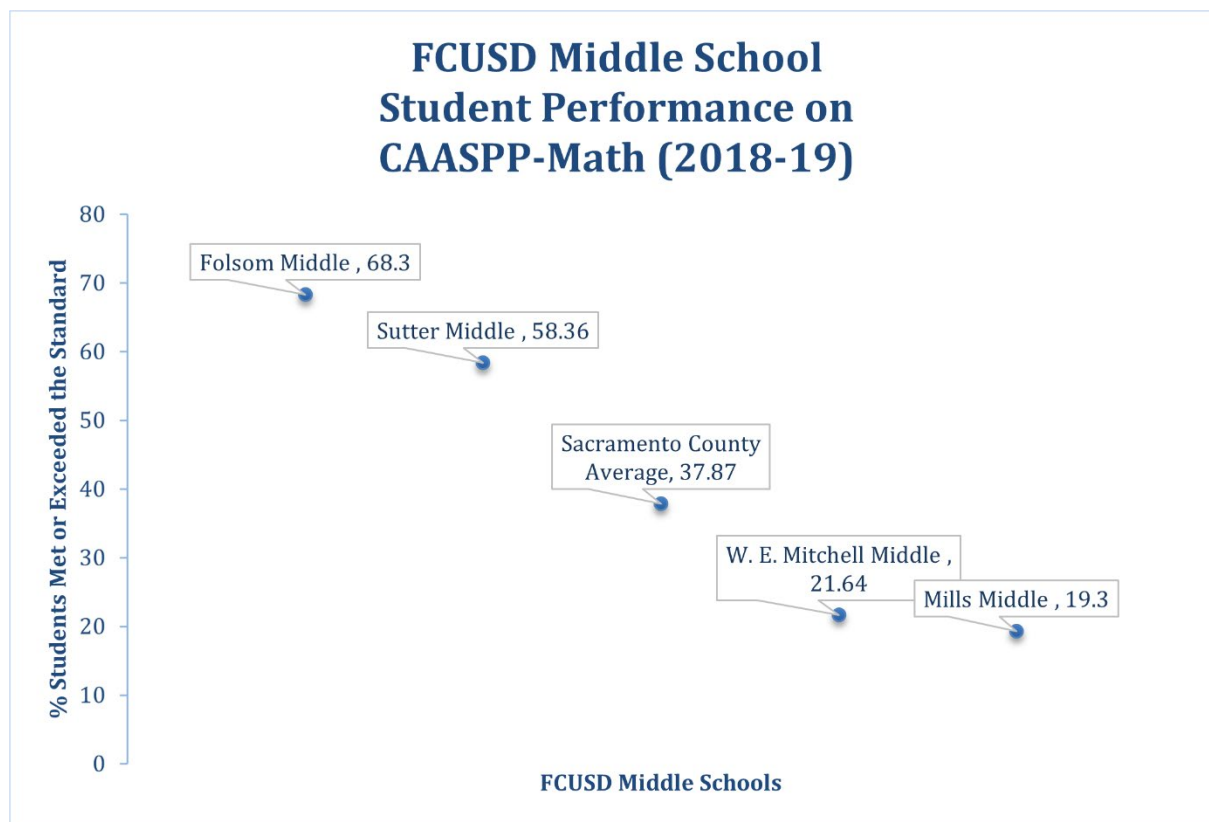 FCUSD Middle School
Student Performance on
CAASPP-Math (2018-19)
% Students Met or Exceeded the Standard
80
70
60
50
40
30
20
10
0
Folsom Middle , 68.3
Sutter Middle , 58.36
Sacramento County
Average, 37.87
W. E. Mitchell Middle ,
21.64
Mills Middle , 19.3
FCUSD Middle Schools